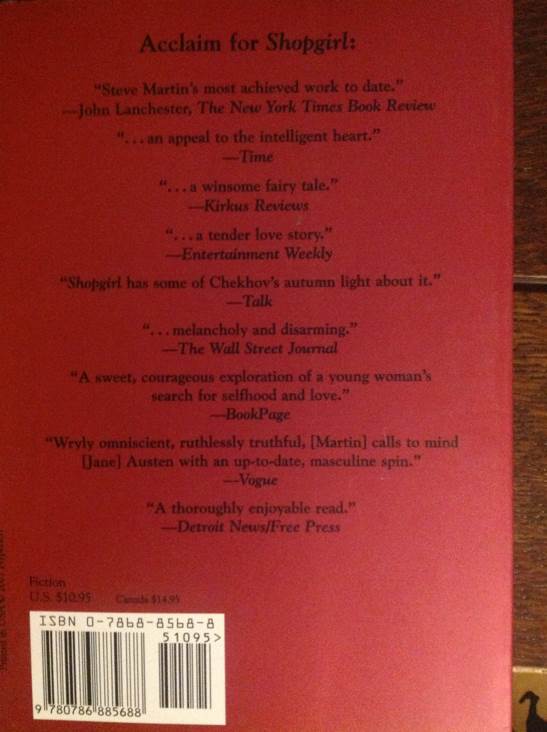 Acclaim for Shopgirl:
“Steve Martin’s most achieved work to date.”
—John Lanchester, The New York Times Book Review
“. . . an appeal to the intelligent heart.”
—Time
“. . . a winsome fairy tale.”
—Kirkus Reviews
“. . . a tender love story.”
—Entertainment Weekly
“Shopgirl has some of Chekhov’s autumn light about it.”
—Talk
“. . . melancholy and disarming.”
—The Wall Street Journal
“A sweet, courageous exploration of a young woman’s
search for selfhood and love.”
—BookPage
“Wryly omniscient, ruthlessly truthful, [Martin] calls to mind
[Jane] Austen with an up-to-date, masculine spin.”
—Vogue
“A thoroughly enjoyable read.”
—Detroit News/Free Press
Fiction
U.S. $10.95 Canada $14.95
ISBN 0-7868-8568-8
51095>
9 780786 885688